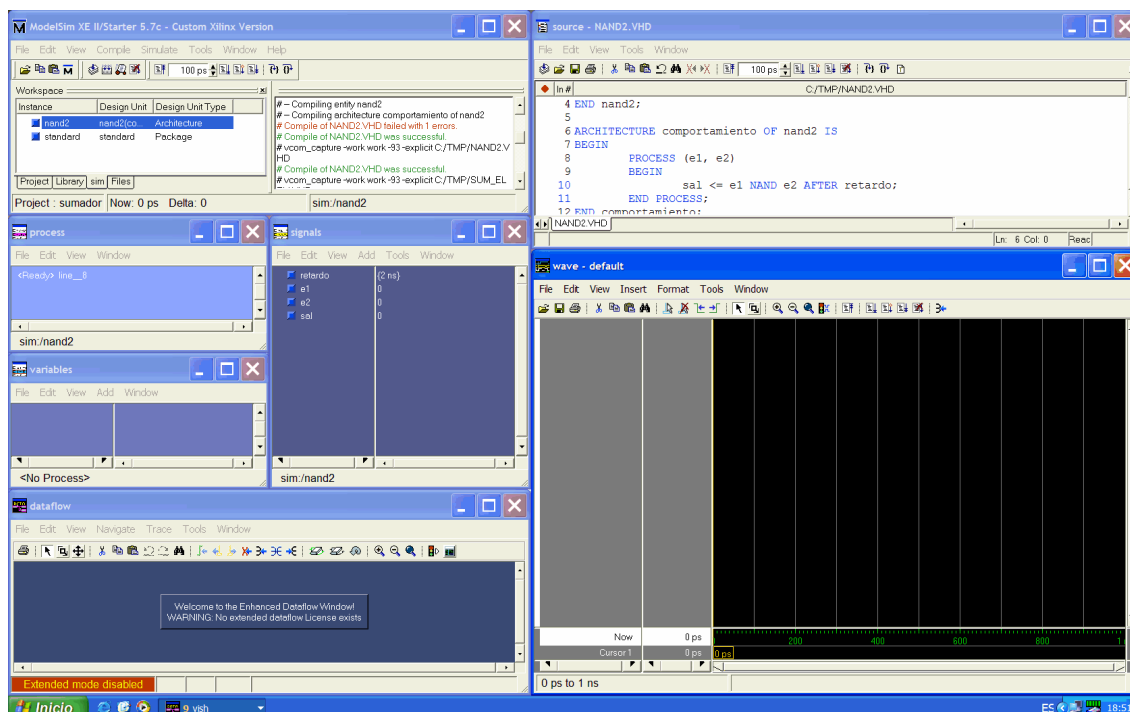 ModelSim XE II/Starter 5.7c - Custom Xilinx Version
File Edit View Compile Simulate Tools Window Help
100 ps
Workspace
Instance Design Unit Design Unit Type
nand2 nand2(co... Architecture
standard standard Package
Project Library sim Files
# -- Compiling entity nand2
# -- Compiling architecture comportamiento of nand2
# Compile of NAND2.VHD failed with 1 errors.
# Compile of NAND2.VHD was successful.
# vcom_capture -work work -93 -explicit C:/TMP/NAND2.V
HD
# Compile of NAND2.VHD was successful.
# vcom_capture -work work -93 -explicit C:/TMP/SUM_EL
Project : sumador Now: 0 ps Delta: 0 sim:/nand2
source - NAND2.VHD
File Edit View Tools Window
100 ps
ln # C:/TMP/NAND2.VHD
4 END nand2;
5
6 ARCHITECTURE comportamiento OF nand2 IS
7 BEGIN
8 PROCESS (e1, e2)
9 BEGIN
10 sal <= e1 NAND e2 AFTER retardo;
11 END PROCESS;
12 END comportamiento;
NAND2.VHD
Ln: 6 Col: 0 Reac
process
File Edit View Window
<Ready> line__8
sim:/nand2
signals
File Edit View Add Tools Window
retardo {2 ns}
e1 0
e2 0
sal 0
sim:/nand2
variables
File Edit View Add Window
<No Process>
dataflow
File Edit View Navigate Trace Tools Window
Welcome to the Enhanced Dataflow Window!
WARNING: No extended dataflow License exists
Extended mode disabled
wave - default
File Edit View Insert Format Tools Window
Now 0 ps 200 400 600 800 1
Cursor 1 0 ps 0 ps
0 ps to 1 ns
Inicio 9 vish ES 18:51